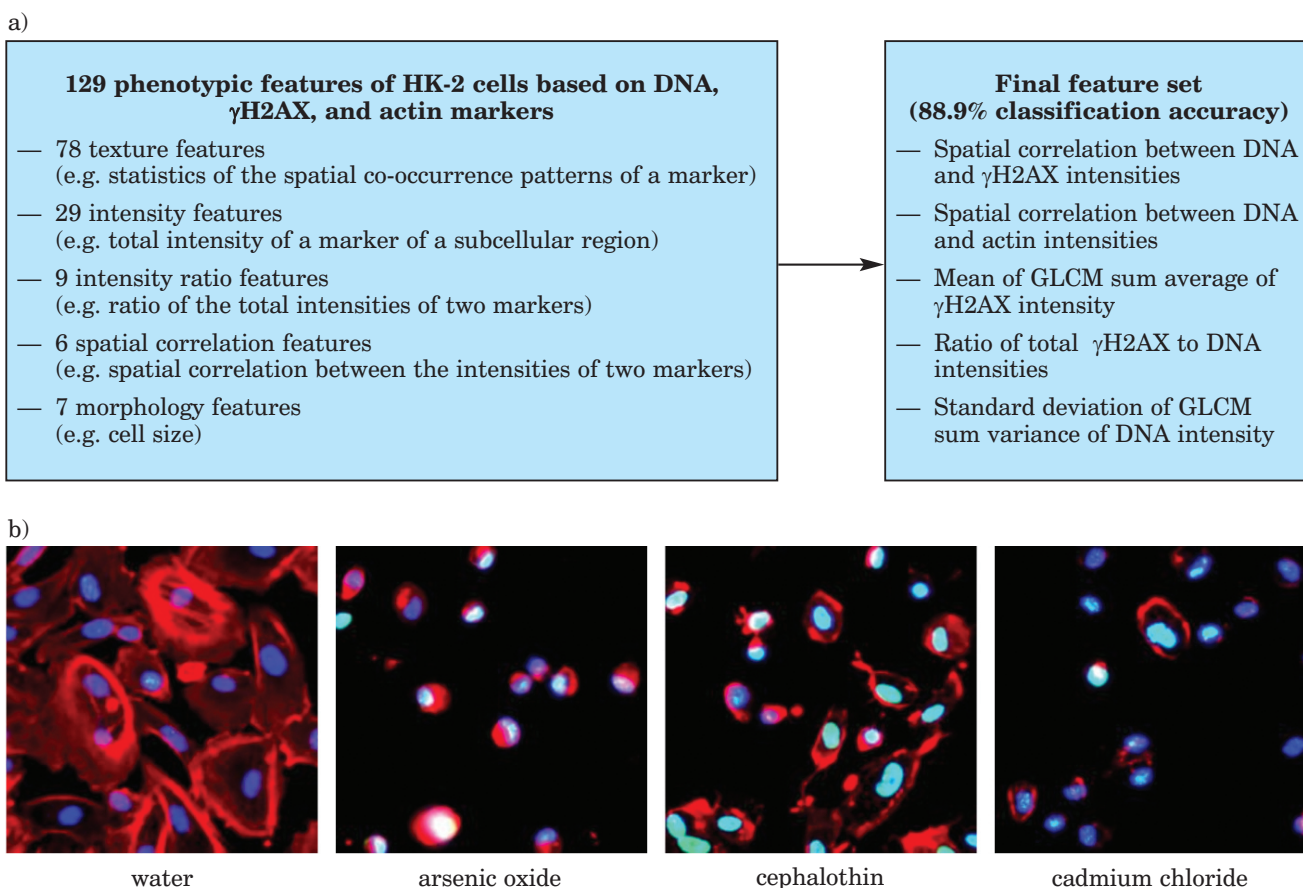 a)
129 phenotypic features of HK-2 cells based on DNA,
γH2AX, and actin markers
— 78 texture features
(e.g. statistics of the spatial co-occurrence patterns of a marker)
— 29 intensity features
(e.g. total intensity of a marker of a subcellular region)
— 9 intensity ratio features
(e.g. ratio of the total intensities of two markers)
— 6 spatial correlation features
(e.g. spatial correlation between the intensities of two markers)
— 7 morphology features
(e.g. cell size)
Final feature set
(88.9% classification accuracy)
— Spatial correlation between DNA
and γH2AX intensities
— Spatial correlation between DNA
and actin intensities
— Mean of GLCM sum average of
γH2AX intensity
— Ratio of total γH2AX to DNA
intensities
— Standard deviation of GLCM
sum variance of DNA intensity
b)
water
arsenic oxide
cephalothin
cadmium chloride